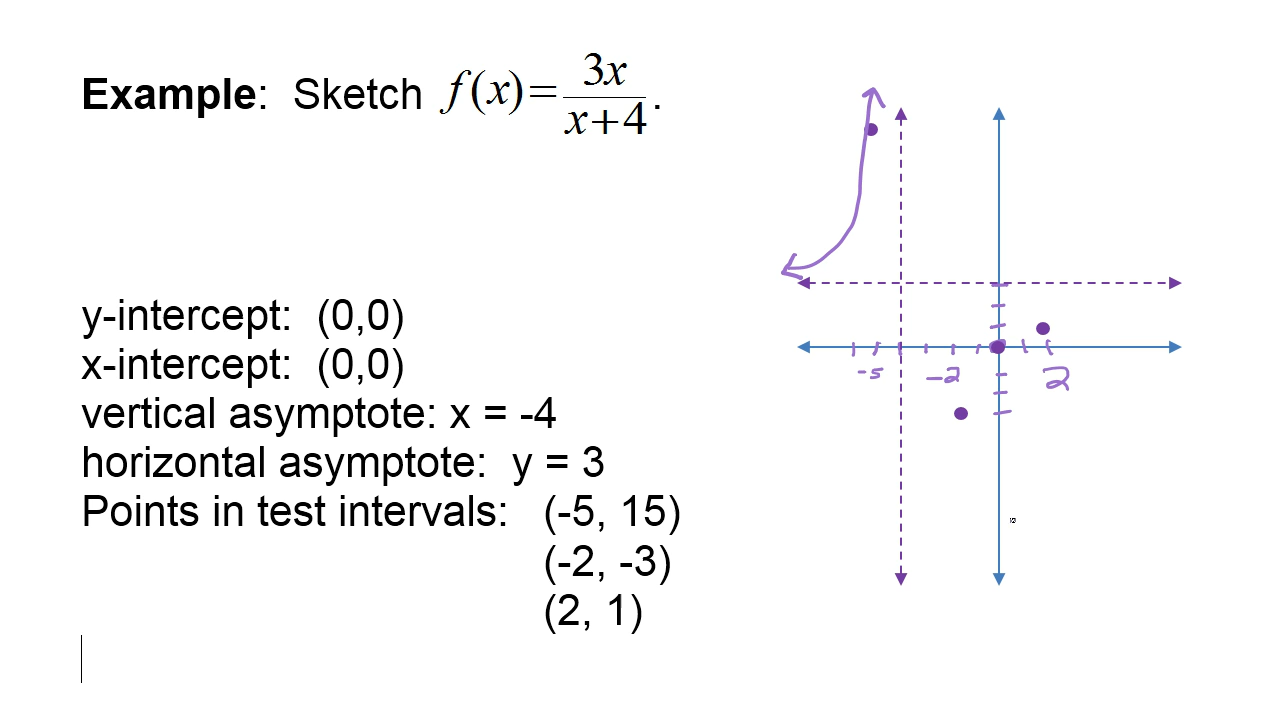 Example: Sketch f(x)=3x/(x+4).
y-intercept: (0,0)
x-intercept: (0,0)
vertical asymptote: x = -4
horizontal asymptote: y = 3
Points in test intervals: (-5, 15)
(-2, -3)
(2, 1)
-5 -2 2